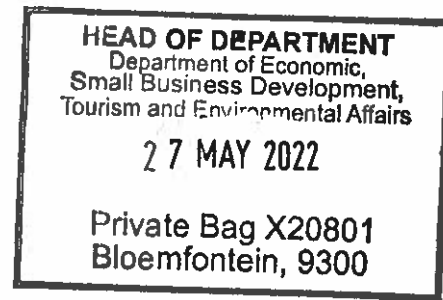 HEAD OF DEPARTMENT
Department of Economic,
Small Business Development,
Tourism and Environmental Affairs
27 MAY 2022
Private Bag X20801
Bloemfontein, 9300